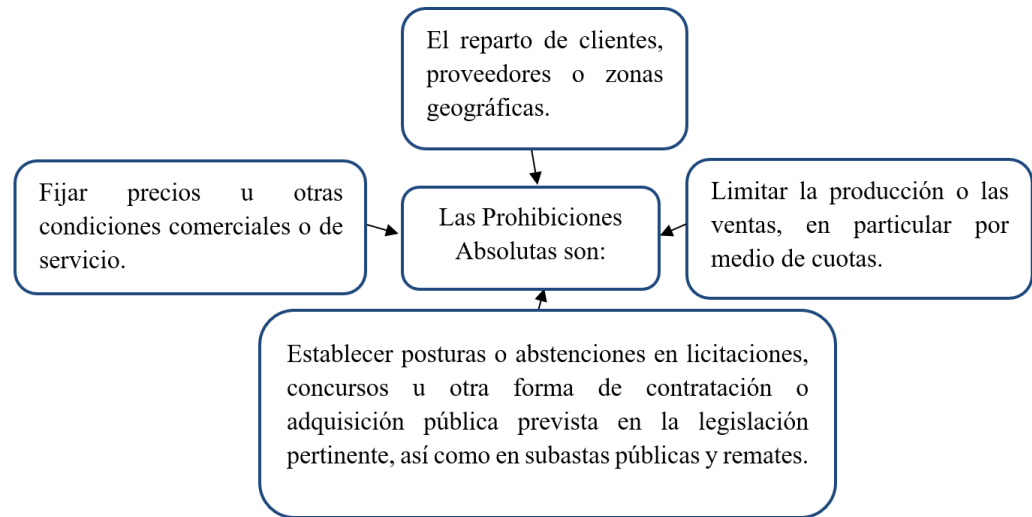 El reparto de clientes,
proveedores o zonas
geográficas.
Fijar precios u otras
condiciones comerciales o de
servicio.
Las Prohibiciones
Absolutas son:
Limitar la producción o las
ventas, en particular por
medio de cuotas.
Establecer posturas o abstenciones en licitaciones,
concursos u otra forma de contratación o
adquisición pública prevista en la legislación
pertinente, así como en subastas públicas y remates.